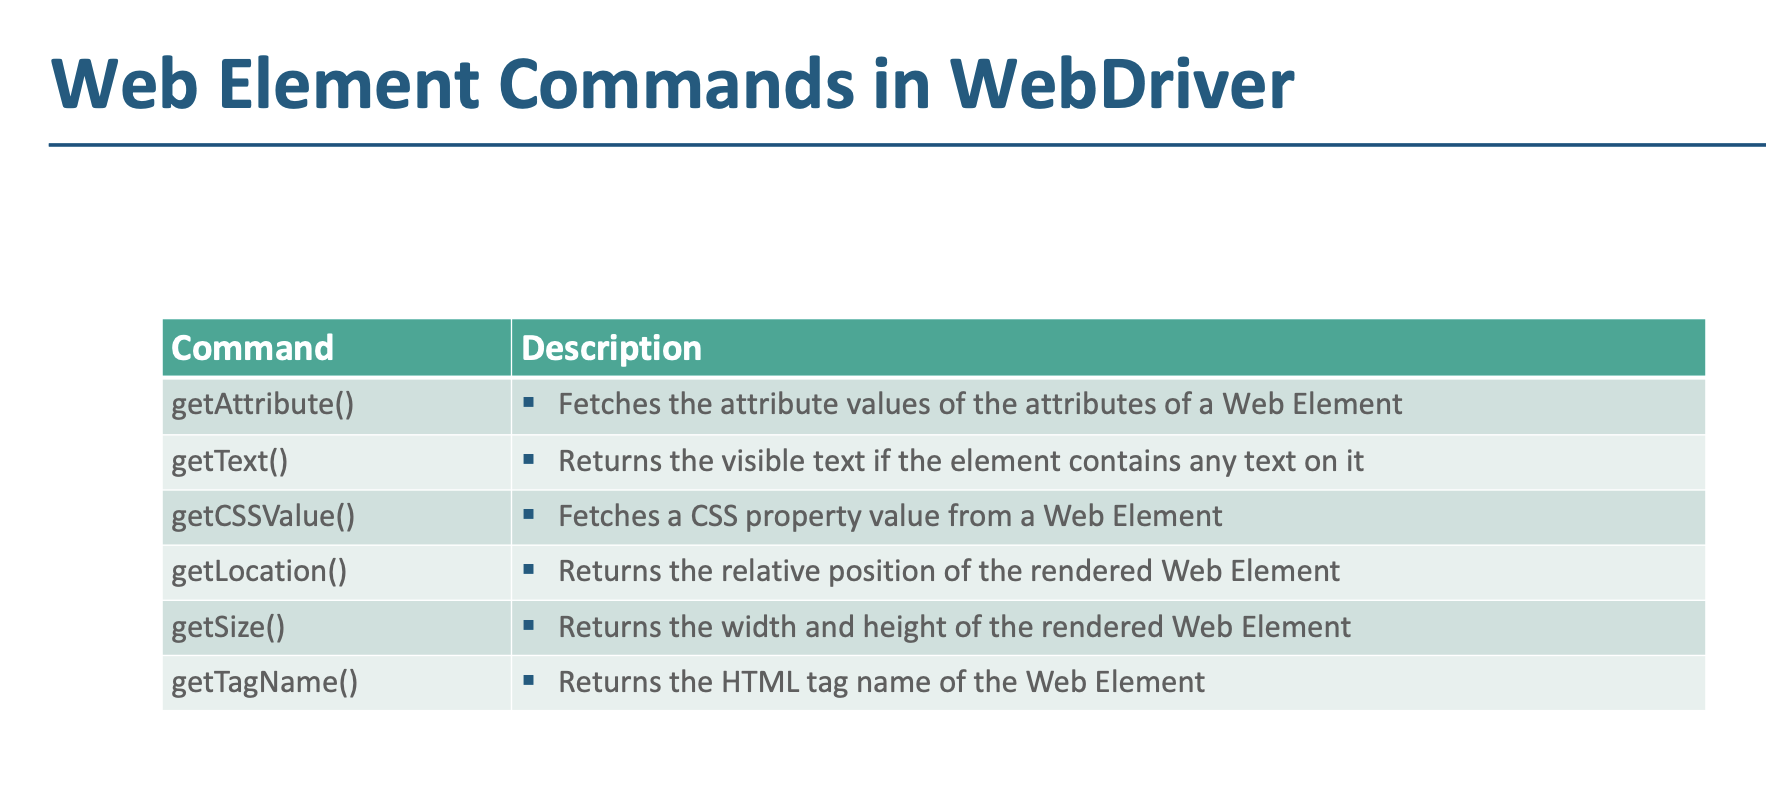 Web Element Commands in WebDriver
Command Description
getAttribute() ▪ Fetches the attribute values of the attributes of a Web Element
getText() ▪ Returns the visible text if the element contains any text on it
getCSSValue() ▪ Fetches a CSS property value from a Web Element
getLocation() ▪ Returns the relative position of the rendered Web Element
getSize() ▪ Returns the width and height of the rendered Web Element
getTagName() ▪ Returns the HTML tag name of the Web Element